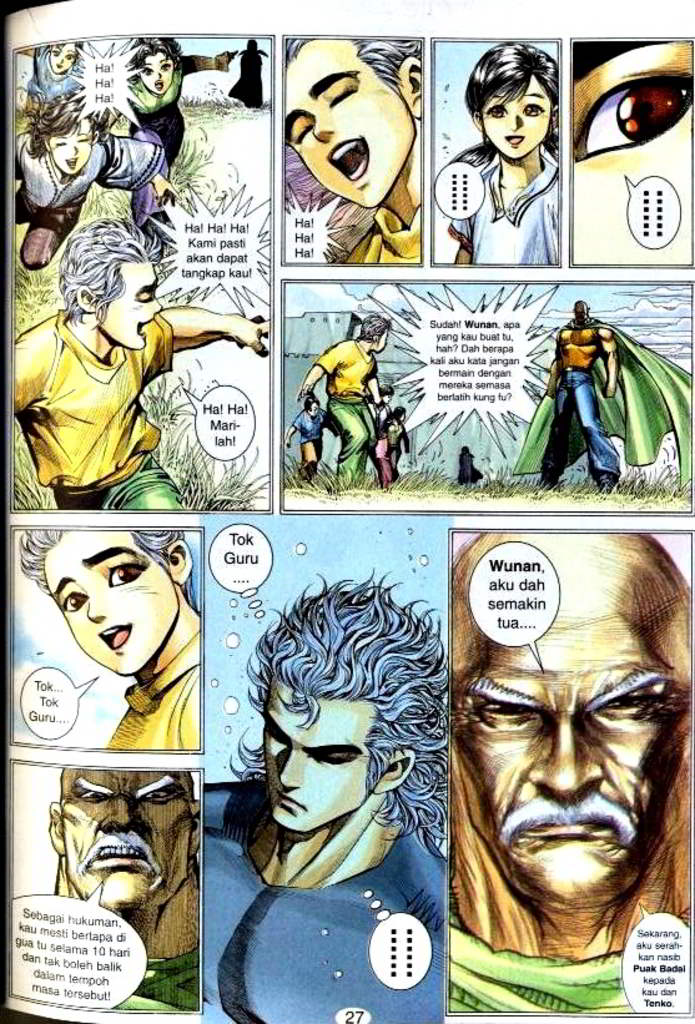 Ha!
Ha!
Ha!
Ha! Ha! Ha!
Kami pasti
akan dapat
tangkap kau!
Ha! Ha!
Mari-
lah!
Ha!
Ha!
Ha!
Sudah! Wunan, apa
yang kau buat tu,
hah? Dah berapa
kali aku kata jangan
bermain dengan
mereka semasa
berlatih kung fu?
Tok...
Tok
Guru....
Sebagai hukuman,
kau mesti bertapa di
gua tu selama 10 hari
dan tak boleh balik
dalam tempoh
masa tersebut!
Tok
Guru
....
Wunan,
aku dah
semakin
tua....
Sekarang,
aku serah-
kan nasib
Puak Badai
kepada
kau dan
Tenko.
27